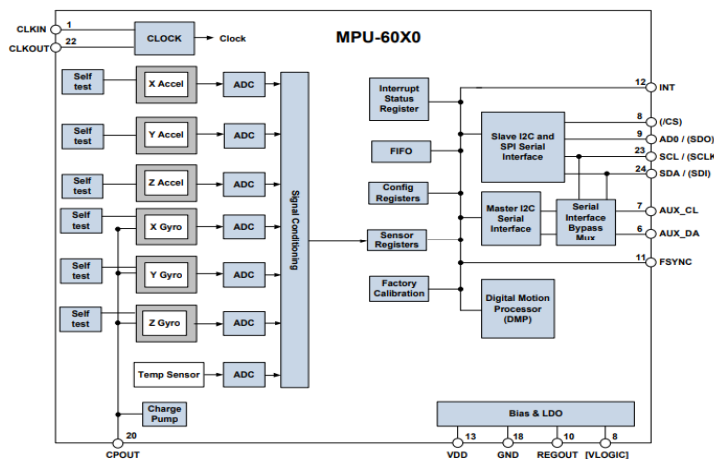 MPU-60X0
CLKIN
1
CLKOUT
22
CLOCK
Clock
Self
test
X Accel
ADC
Self
test
Y Accel
ADC
Self
test
Z Accel
ADC
Self
test
X Gyro
ADC
Self
test
Y Gyro
ADC
Self
test
Z Gyro
ADC
Temp Sensor
ADC
Charge
Pump
20
CPOUT
Signal Conditioning
Interrupt
Status
Register
FIFO
Config
Registers
Sensor
Registers
Factory
Calibration
Slave I2C and
SPI Serial
Interface
Master I2C
Serial
Interface
Serial
Interface
Bypass
Mux
Digital Motion
Processor
(DMP)
12
INT
8
(/CS)
9
AD0 / (SDO)
23
SCL / (SCLK
24
SDA / (SDI)
7
AUX_CL
6
AUX_DA
11
FSYNC
Bias & LDO
13
VDD
18
GND
10
REGOUT
8
[VLOGIC]